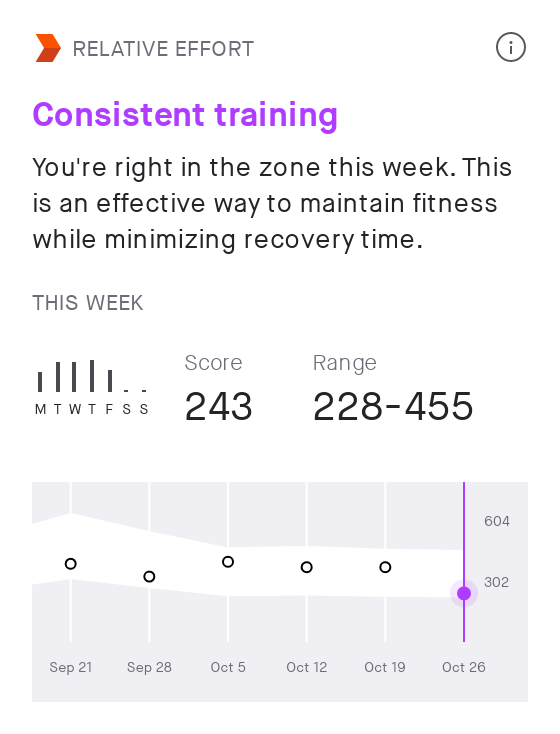 RELATIVE EFFORT
Consistent training
You're right in the zone this week. This
is an effective way to maintain fitness
while minimizing recovery time.
THIS WEEK
Score
Range
243
228-455
M T W T F S S
604
302
Sep 21 Sep 28 Oct 5 Oct 12 Oct 19 Oct 26